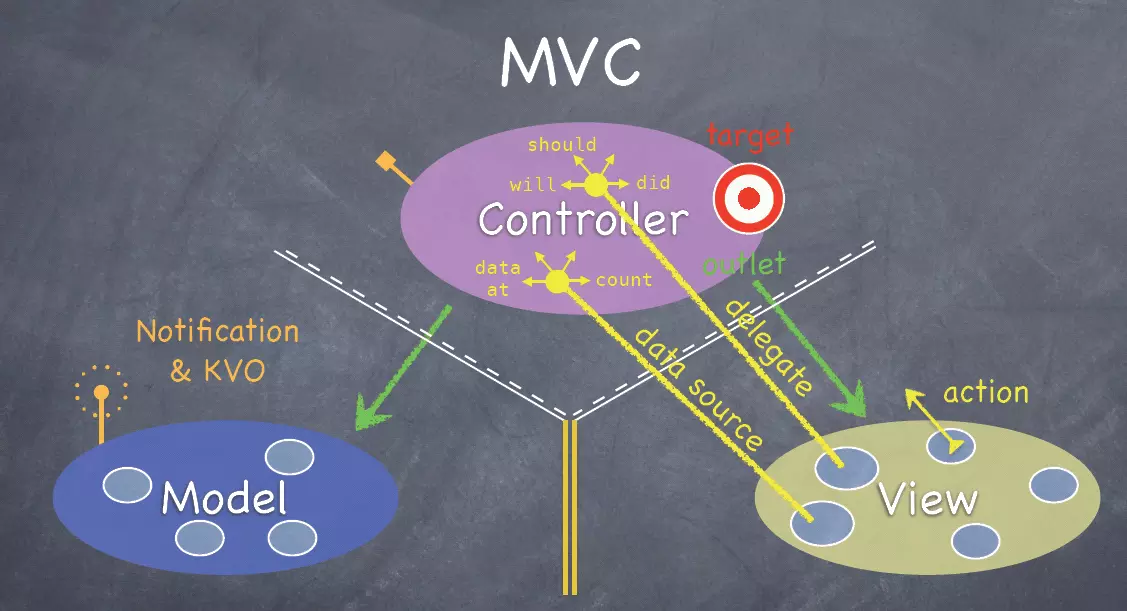 MVC
should
target
will
did
Controller
outlet
data
at
count
delegate
data source
Notification
& KVO
action
Model
View